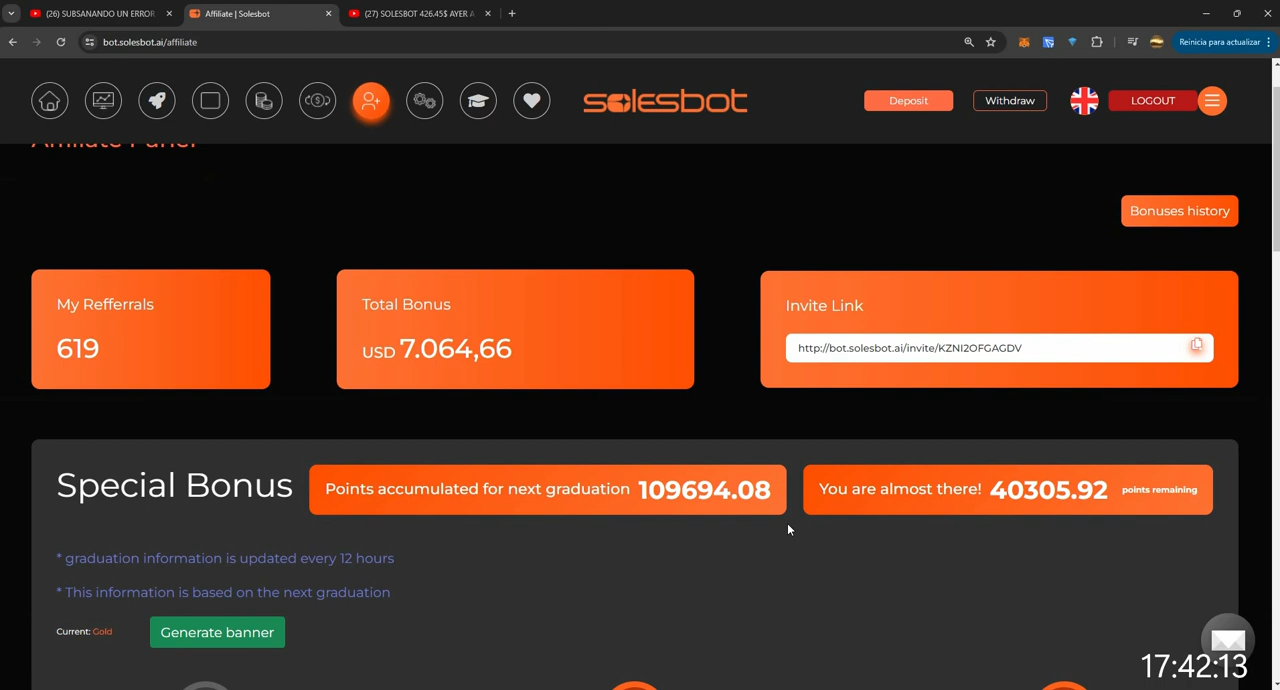 (26) SUBSANANDO UN ERROR
Affiliate | Solesbot
(27) SOLESBOT 426.45$ AYER A
bot.solesbot.ai/affiliate
Reinicia para actualizar
solesbot
Deposit
Withdraw
LOGOUT
Affiliate Panel
Bonuses history
My Refferrals
619
Total Bonus
USD 7.064,66
Invite Link
http://bot.solesbot.ai/invite/KZNI2OFGAGDV
Special Bonus
Points accumulated for next graduation 109694.08
You are almost there! 40305.92 points remaining
* graduation information is updated every 12 hours
* This information is based on the next graduation
Current: Gold
Generate banner
17:42:13